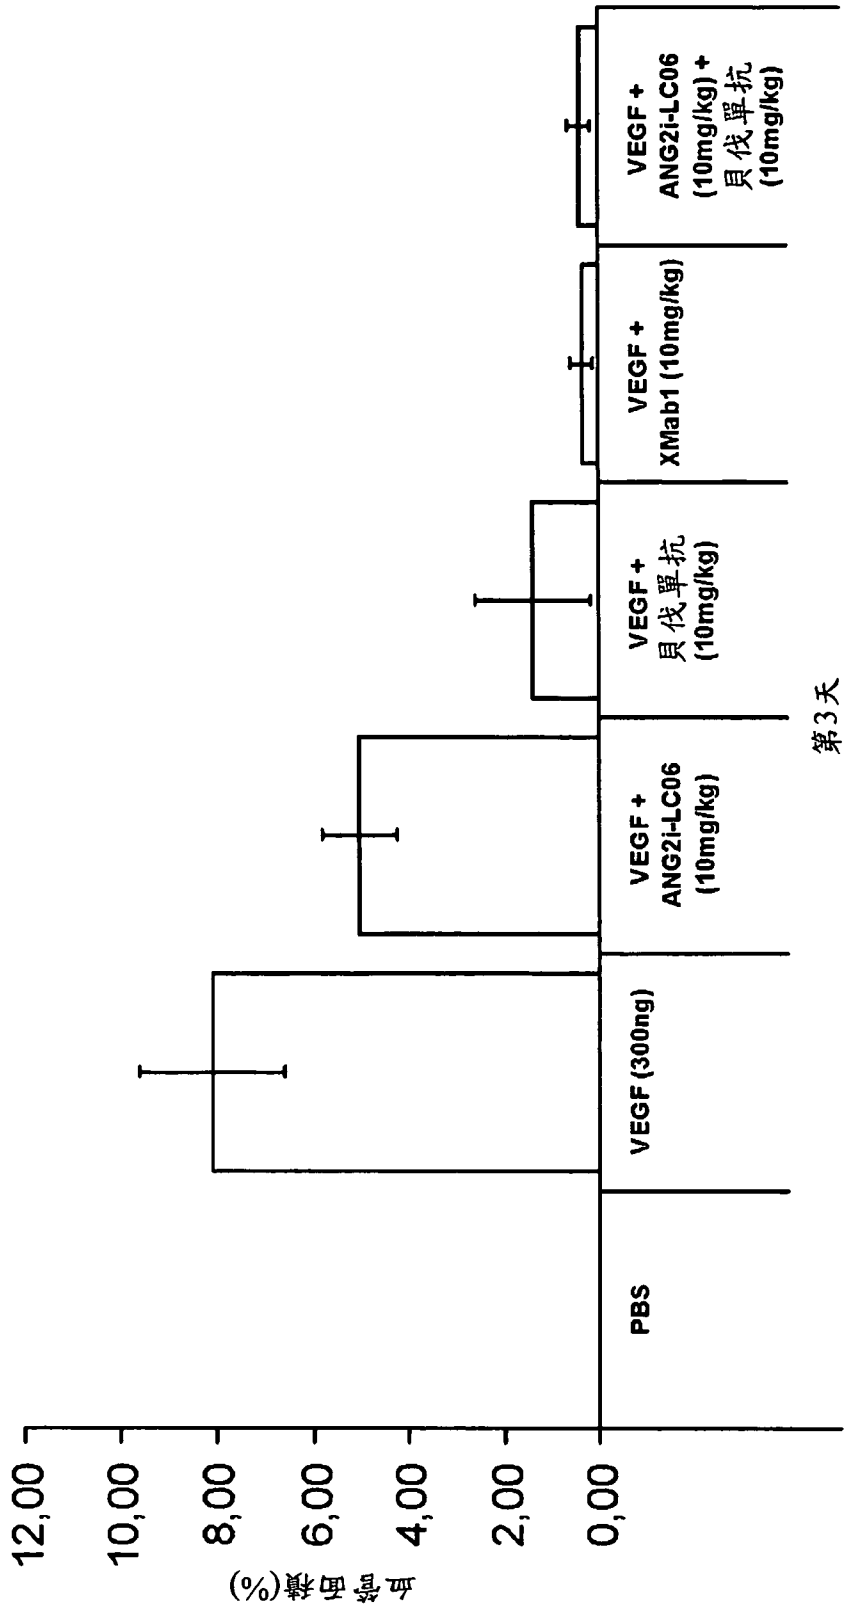 血管面積(%)
12,00
10,00
8,00
6,00
4,00
2,00
0,00
PBS
VEGF (300ng)
VEGF +
ANG2i-LC06
(10mg/kg)
VEGF +
貝伐單抗
(10mg/kg)
VEGF +
XMab1 (10mg/kg)
VEGF +
ANG2i-LC06
(10mg/kg) +
貝伐單抗
(10mg/kg)
第3天